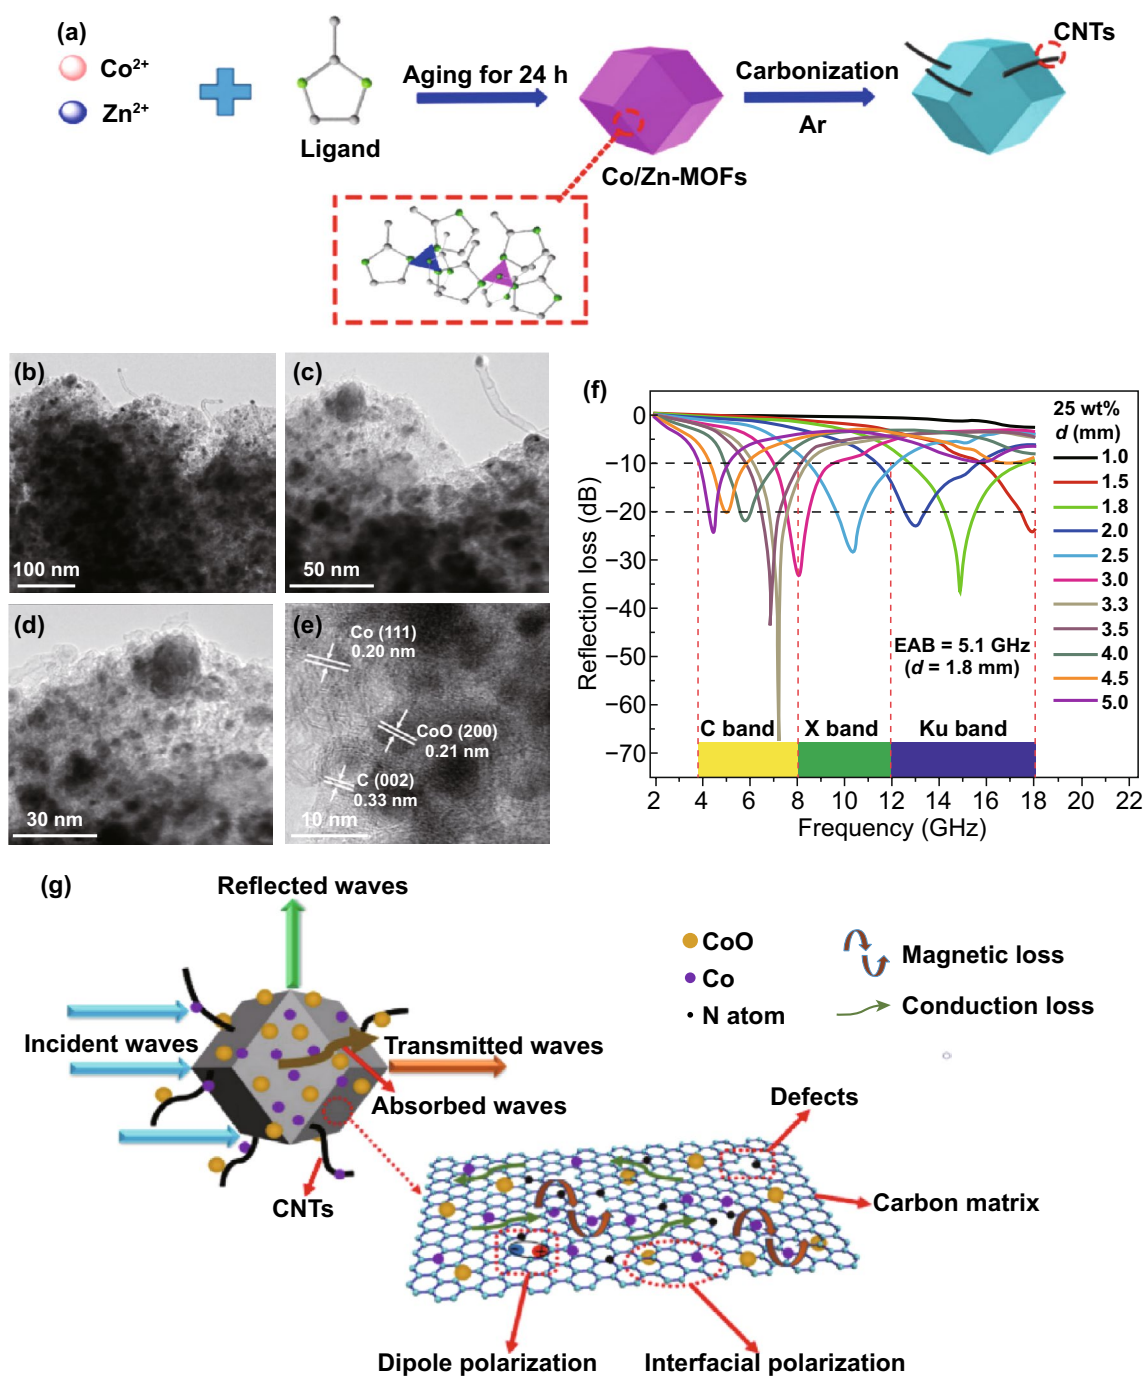 (a)
Co2+
Zn2+
Ligand
Aging for 24 h
Co/Zn-MOFs
Carbonization
Ar
CNTs
(b)
100 nm
(c)
50 nm
(d)
30 nm
(e)
Co (111)
0.20 nm
CoO (200)
0.21 nm
C (002)
0.33 nm
10 nm
(f)
Reflection loss (dB)
0
−10
−20
−30
−40
−50
−60
−70
25 wt%
d (mm)
1.0
1.5
1.8
2.0
2.5
3.0
3.3
3.5
4.0
4.5
5.0
EAB = 5.1 GHz
(d = 1.8 mm)
C band
X band
Ku band
2 4 6 8 10 12 14 16 18 20 22
Frequency (GHz)
(g)
Reflected waves
Incident waves
Transmitted waves
Absorbed waves
CNTs
CoO
Co
N atom
Magnetic loss
Conduction loss
Defects
Carbon matrix
Dipole polarization
Interfacial polarization